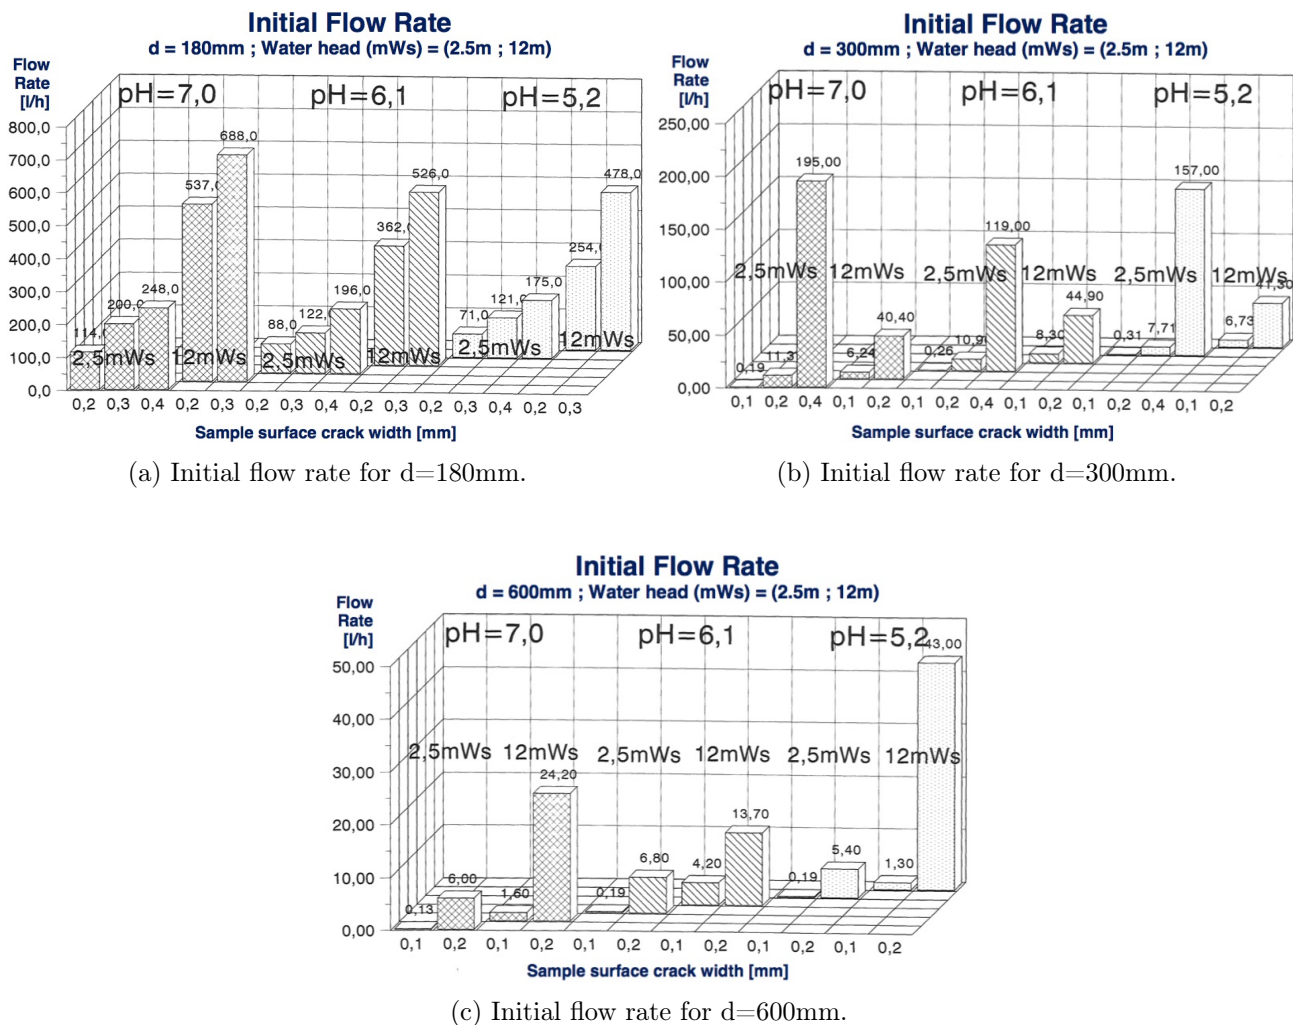 Initial Flow Rate
d = 180mm ; Water head (mWs) = (2.5m ; 12m)
Flow
Rate
[l/h]
pH=7,0 pH=6,1 pH=5,2
800,0
700,0
600,0
500,0
400,0
300,0
200,0
100,0
0,0
114, 200,0 248,0 537, 688,0 88,0 122, 196,0 362, 526,0 71,0 121,0 175,0 254, 478,0
2,5mWs 12mWs 2,5mWs 12mWs 2,5mWs 12mWs
0,2 0,3 0,4 0,2 0,3 0,2 0,3 0,4 0,2 0,3 0,2 0,3 0,4 0,2 0,3
Sample surface crack width [mm]
(a) Initial flow rate for d=180mm.
Initial Flow Rate
d = 300mm ; Water head (mWs) = (2.5m ; 12m)
Flow
Rate
[l/h]
pH=7,0 pH=6,1 pH=5,2
250,00
200,00
150,00
100,00
50,00
0,00
0,19 11,3 195,00 6,24 40,40 0,26 10,9 119,00 8,30 44,90 0,31 7,71 157,00 6,73 41,30
2,5mWs 12mWs 2,5mWs 12mWs 2,5mWs 12mWs
0,1 0,2 0,4 0,1 0,2 0,1 0,2 0,4 0,1 0,2 0,1 0,2 0,4 0,1 0,2
Sample surface crack width [mm]
(b) Initial flow rate for d=300mm.
Initial Flow Rate
d = 600mm ; Water head (mWs) = (2.5m ; 12m)
Flow
Rate
[l/h]
pH=7,0 pH=6,1 pH=5,2
50,00
40,00
30,00
20,00
10,00
0,00
2,5mWs 12mWs 2,5mWs 12mWs 2,5mWs 12mWs
0,13 6,00 1,60 24,20 0,19 6,80 4,20 13,70 0,19 5,40 1,30 43,00
0,1 0,2 0,1 0,2 0,1 0,2 0,1 0,2 0,1 0,2 0,1 0,2
Sample surface crack width [mm]
(c) Initial flow rate for d=600mm.